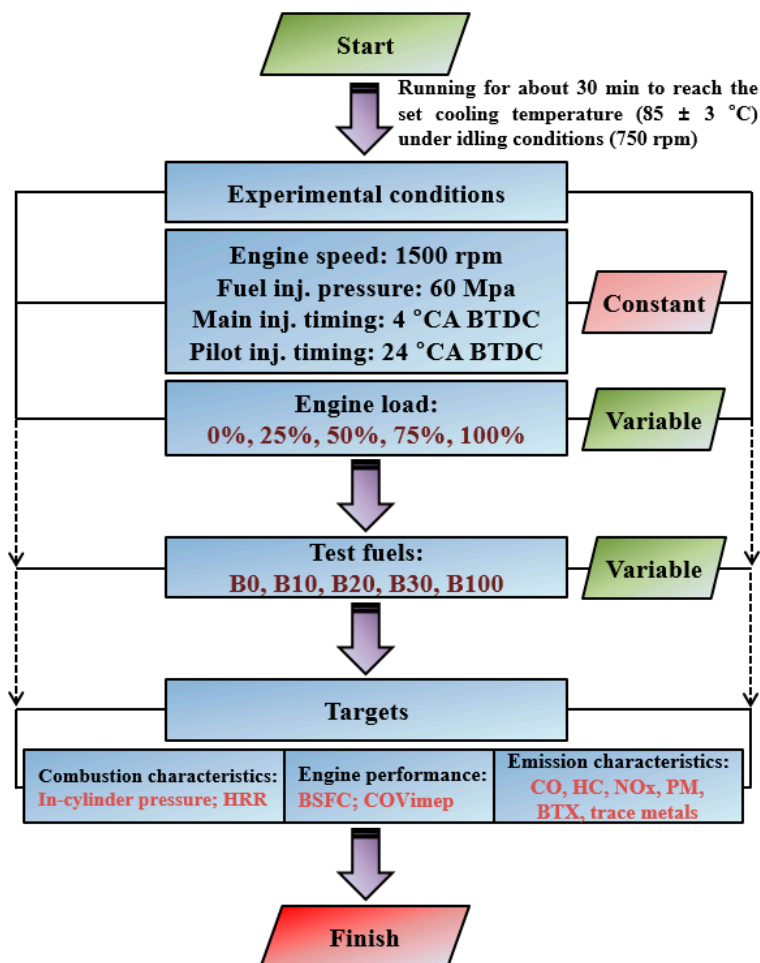 Start
Running for about 30 min to reach the
set cooling temperature (85 ± 3 °C)
under idling conditions (750 rpm)
Experimental conditions
Engine speed: 1500 rpm
Fuel inj. pressure: 60 Mpa
Main inj. timing: 4 °CA BTDC
Pilot inj. timing: 24 °CA BTDC
Constant
Engine load:
0%, 25%, 50%, 75%, 100%
Variable
Test fuels:
B0, B10, B20, B30, B100
Variable
Targets
Combustion characteristics:
In-cylinder pressure; HRR
Engine performance:
BSFC; COVimep
Emission characteristics:
CO, HC, NOx, PM,
BTX, trace metals
Finish